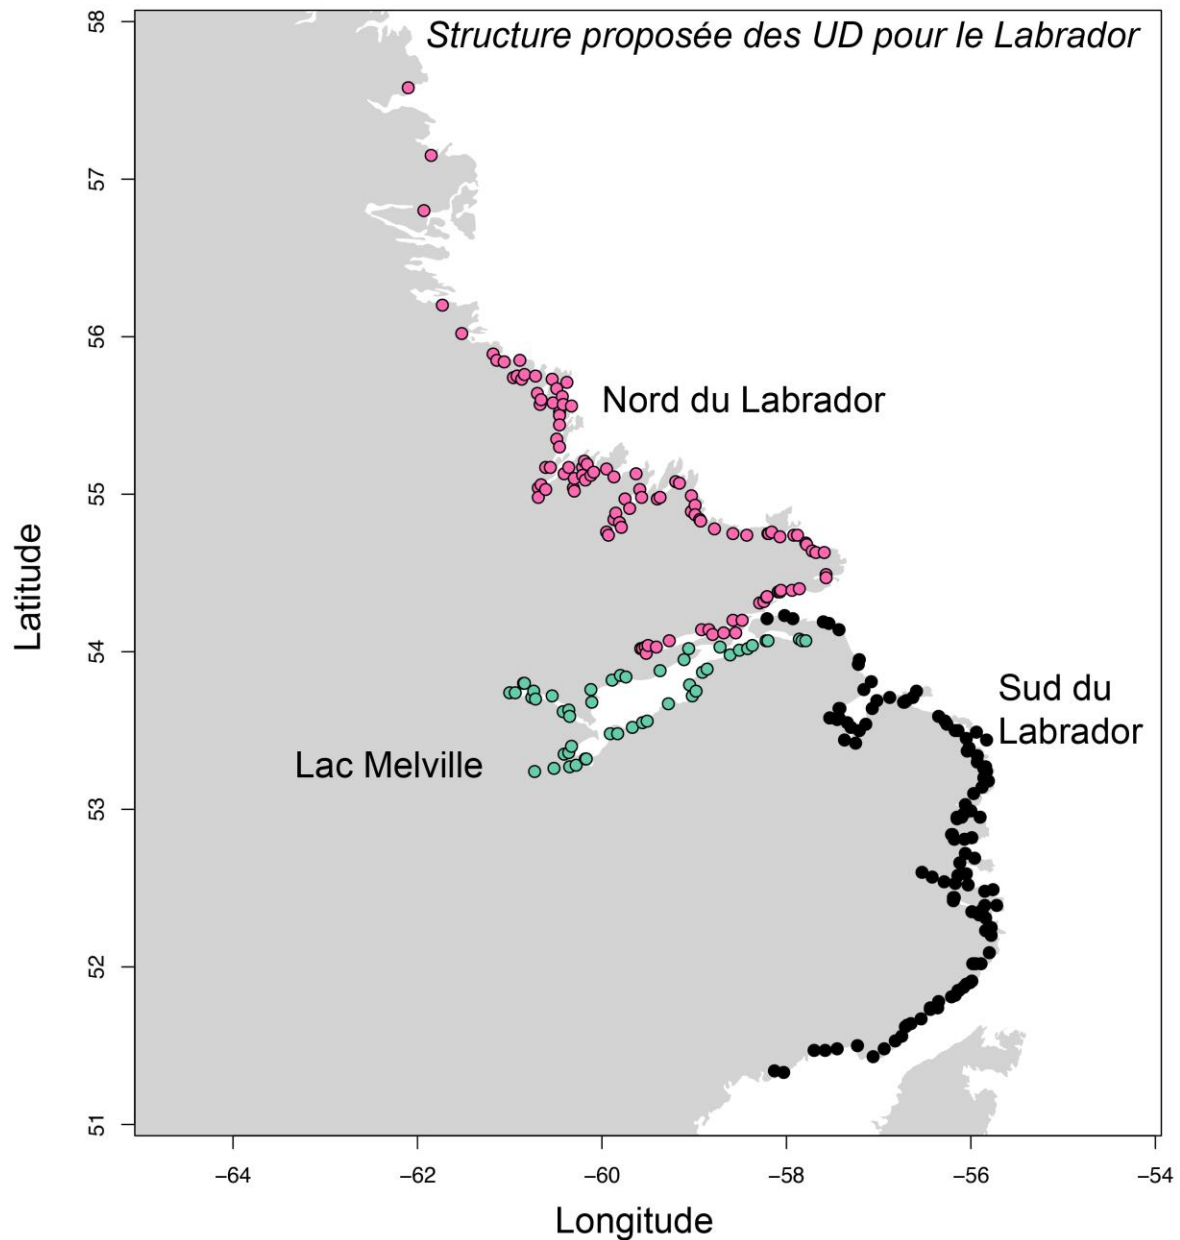 Structure proposée des UD pour le Labrador
58
57
56
55
54
53
52
51
Latitude
Nord du Labrador
Sud du
Labrador
Lac Melville
−64
−62
−60
−58
−56
−54
Longitude